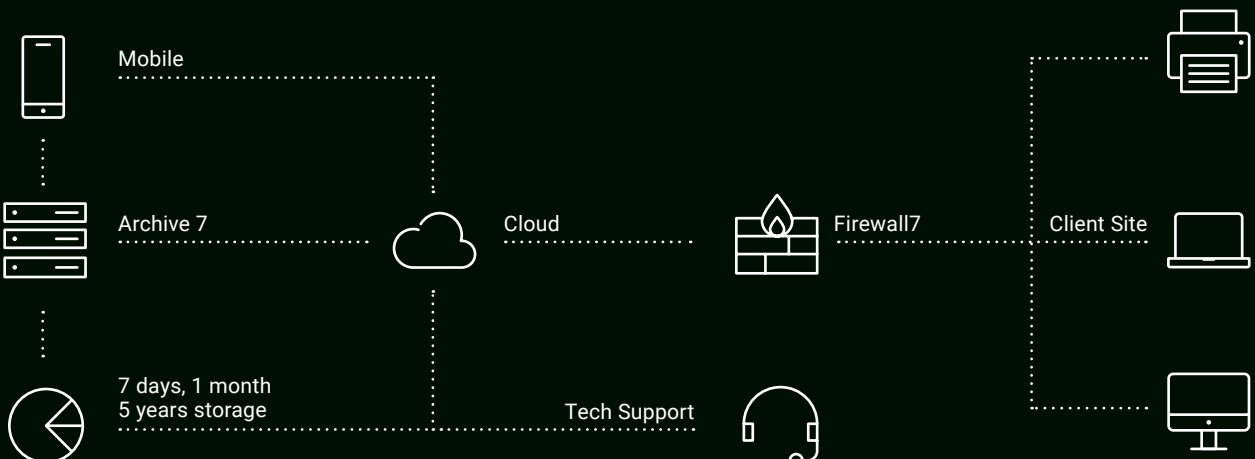 Mobile
Archive 7
Cloud
Firewall7
Client Site
7 days, 1 month
5 years storage
Tech Support